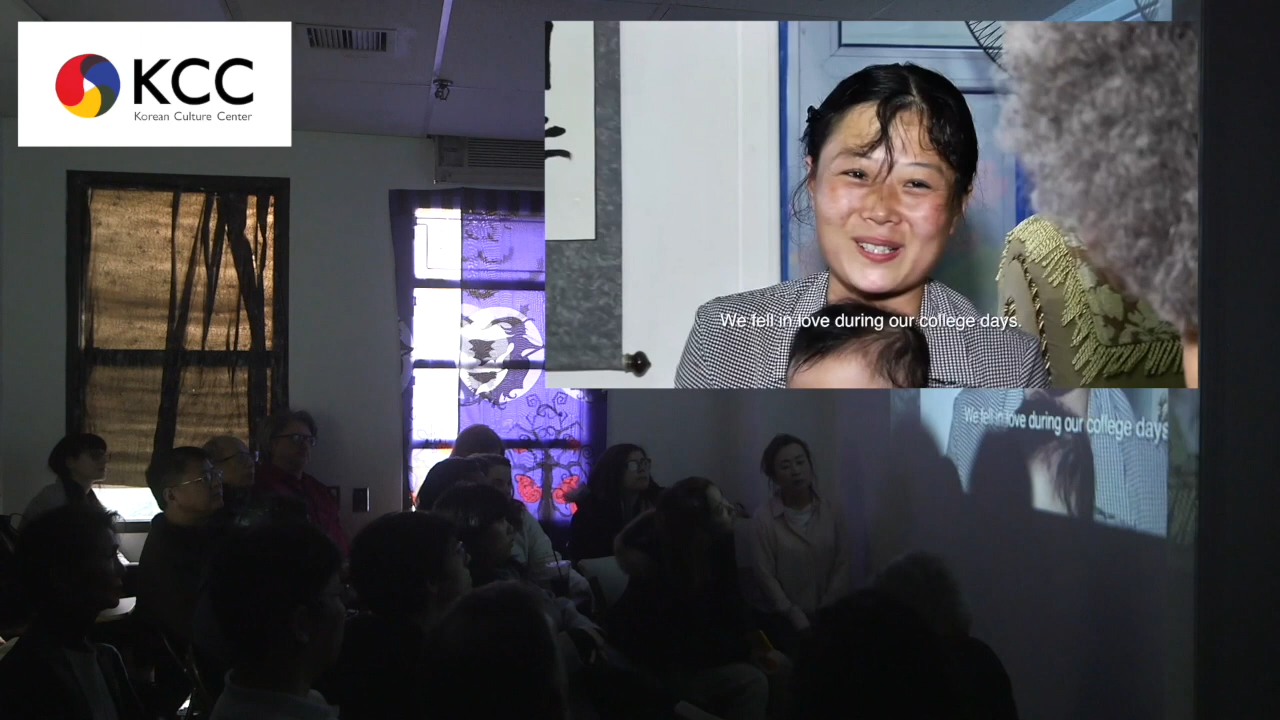 KCC
Korean Culture Center
We fell in love during our college days.
We fell in love during our college days